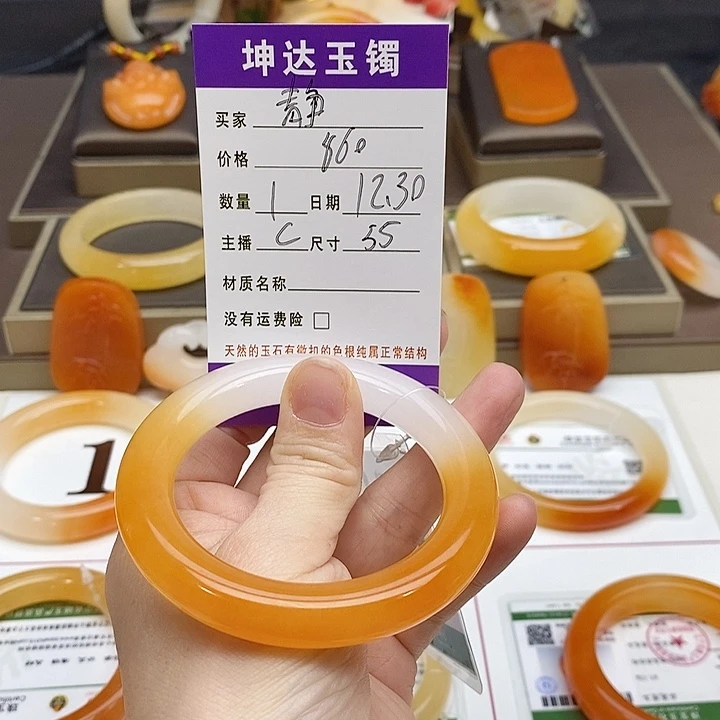 坤达玉镯
买家 静
价格 860
数量 1 日期 12.30
主播 C 尺寸 55
材质名称
没有运费险 □
天然的玉石有微扣的色根纯属正常结构
1